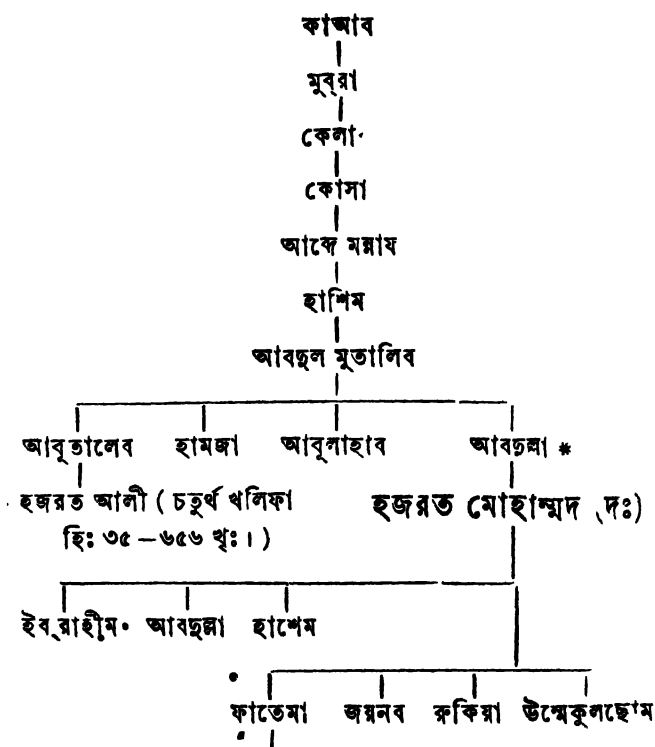 কাআব
মুব্‌রা
কেলা
কোসা
আব্দে মন্নাফ
হাশিম
আবদুল মুতালিব
আবুতালেব হামজা আবুলাহাব আবদুল্লা *
হজরত আলী ( চতুর্থ খলিফা হজরত মোহাম্মদ (দঃ)
হিঃ ৩৫ – ৬৫৬ খৃঃ। )
ইব্‌রাহীম আবদুল্লা হাশেম
ফাতেমা জয়নব রুকিয়া উম্মেকুলছোম